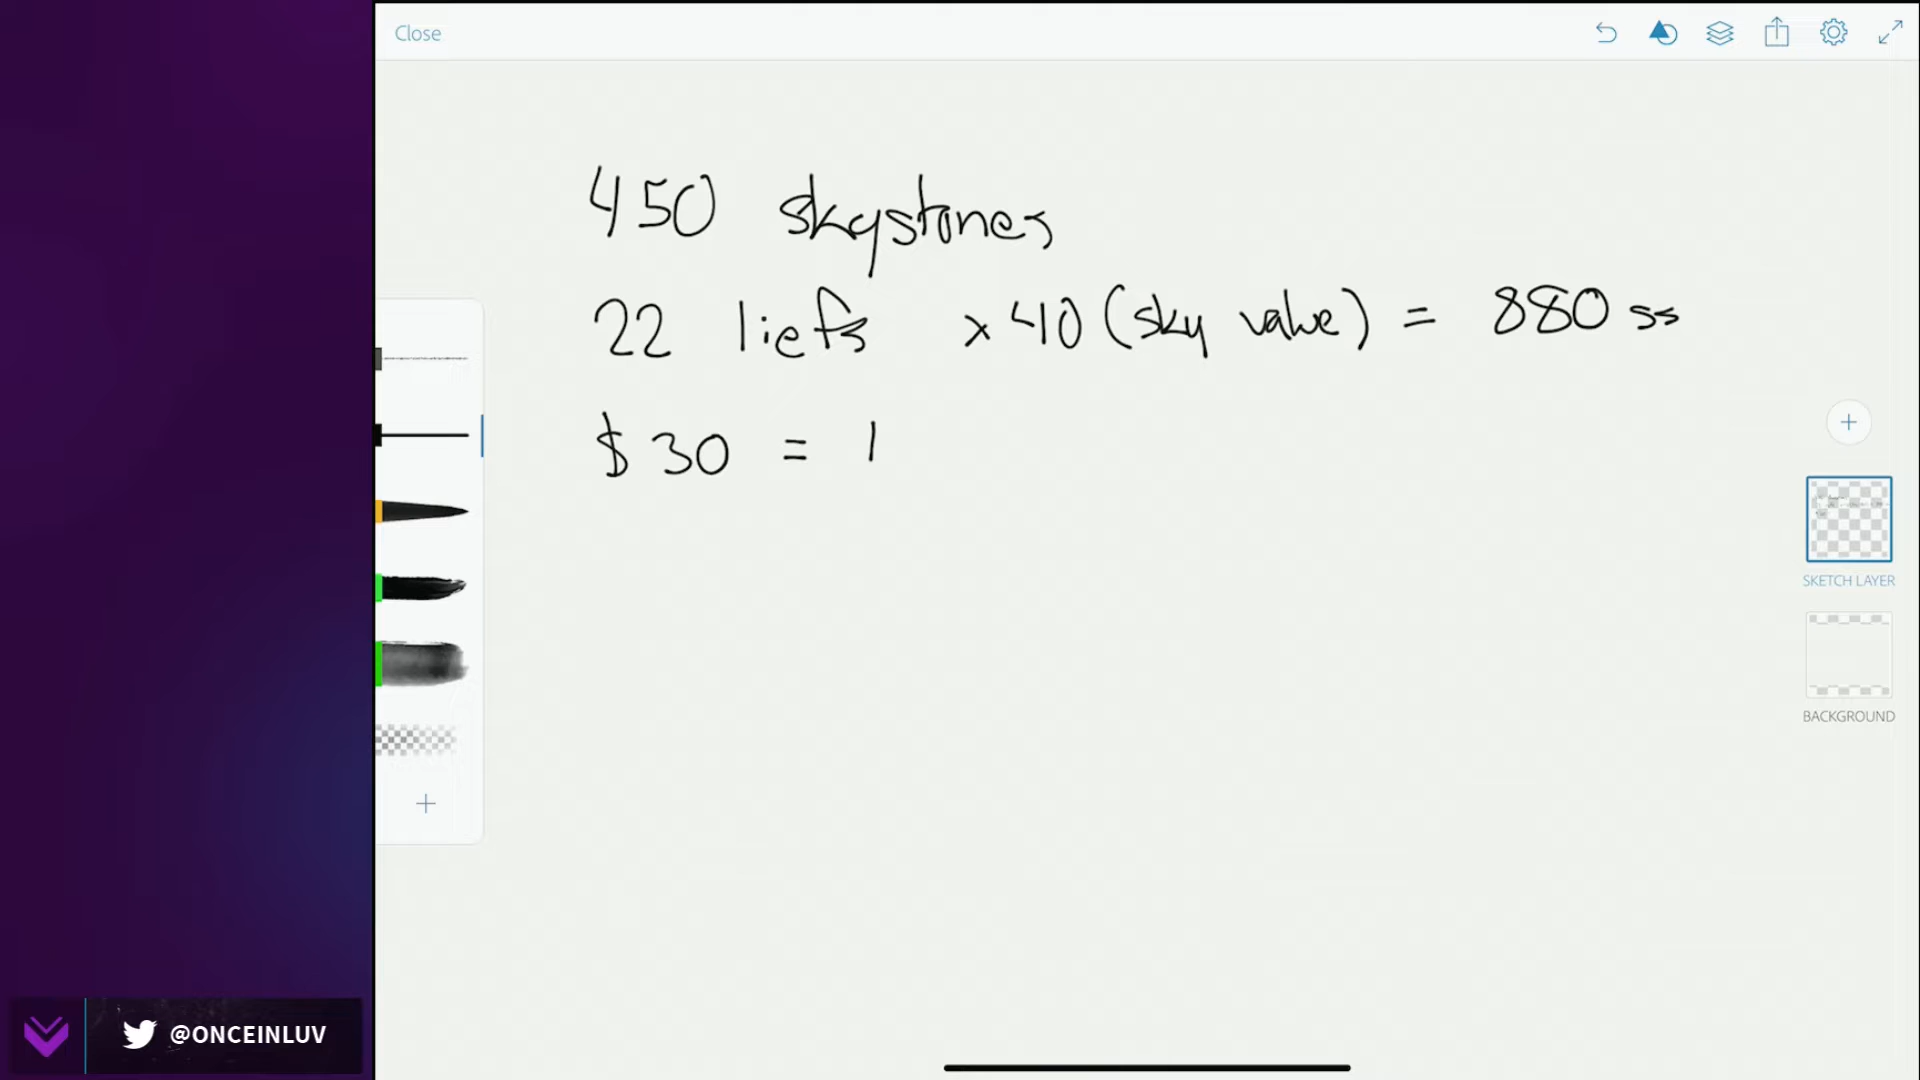 Close
450 skystones
22 liefs x 40 (sky value) = 880 ss
$30 = 1
SKETCH LAYER
BACKGROUND
@ONCEINLUV